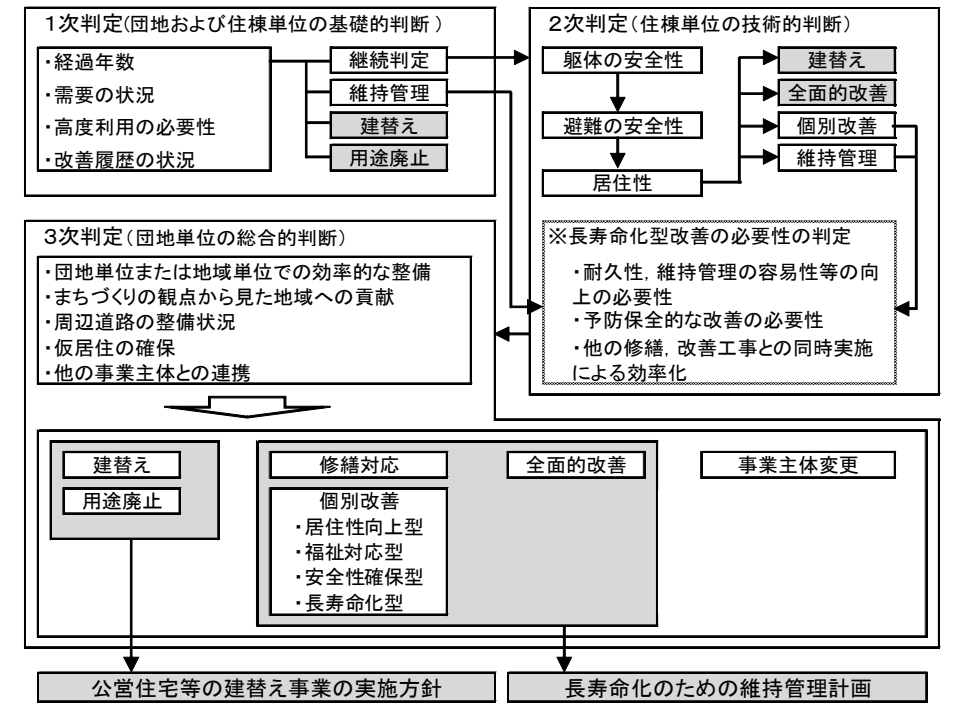 1次判定(団地および住棟単位の基礎的判断)
・経過年数
・需要の状況
・高度利用の必要性
・改善履歴の状況
継続判定
維持管理
建替え
用途廃止
2次判定(住棟単位の技術的判断)
躯体の安全性
避難の安全性
居住性
建替え
全面的改善
個別改善
維持管理
※長寿命化型改善の必要性の判定
・耐久性,維持管理の容易性等の向
上の必要性
・予防保全的な改善の必要性
・他の修繕,改善工事との同時実施
による効率化
3次判定(団地単位の総合的判断)
・団地単位または地域単位での効率的な整備
・まちづくりの観点から見た地域への貢献
・周辺道路の整備状況
・仮居住の確保
・他の事業主体との連携
建替え
用途廃止
修繕対応
個別改善
・居住性向上型
・福祉対応型
・安全性確保型
・長寿命化型
全面的改善
事業主体変更
公営住宅等の建替え事業の実施方針
長寿命化のための維持管理計画